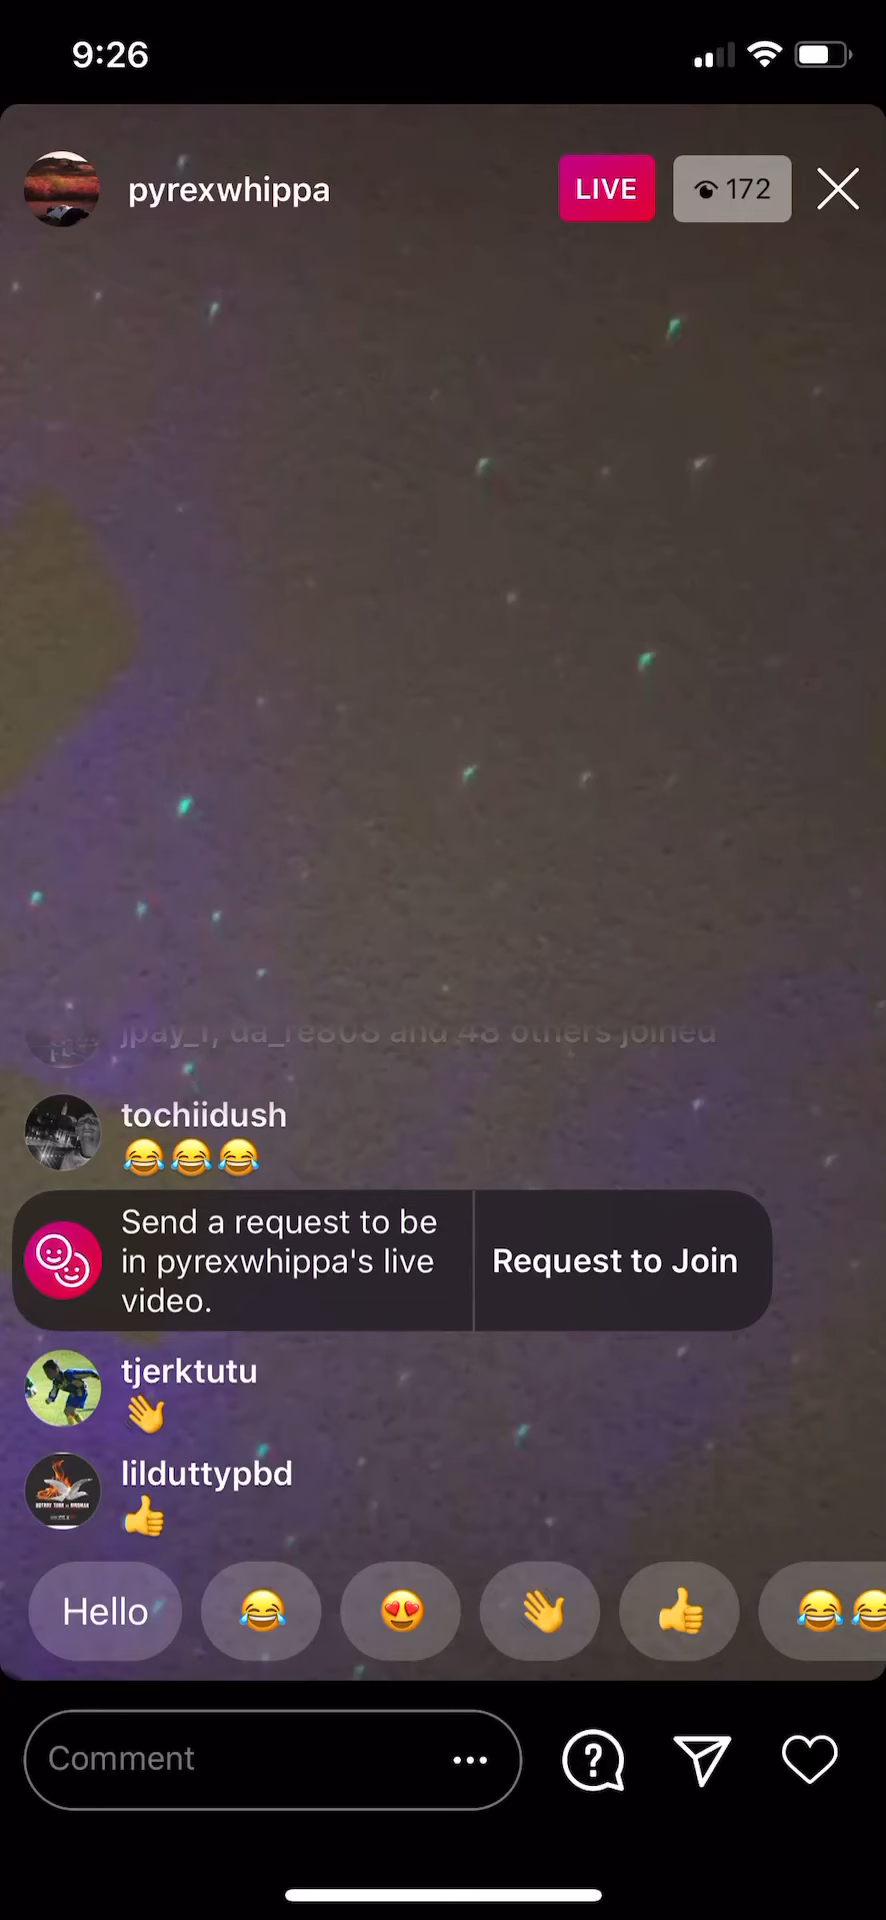 9:26
pyrexwhippa
LIVE
172
jpay_1, da_re808 and 48 others joined
tochiidush
😂😂😂
Send a request to be
in pyrexwhippa's live
video.
Request to Join
tjerktutu
👋
lilduttypbd
👍
Hello
😂
😍
👋
👍
😂😂
Comment